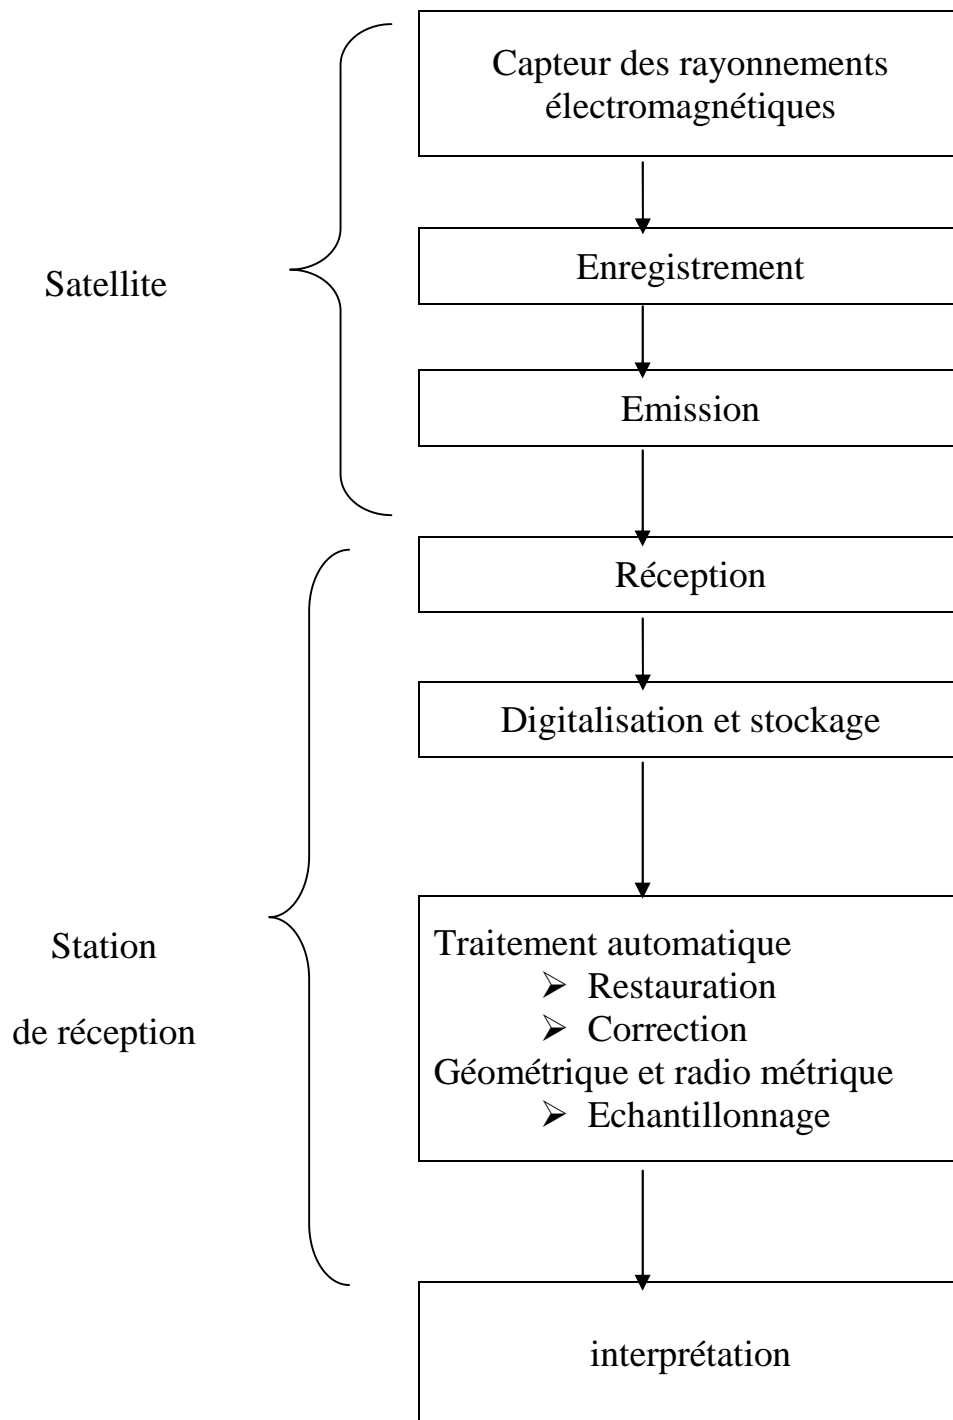 Capteur des rayonnements
électromagnétiques
Enregistrement
Satellite
Emission
Réception
Digitalisation et stockage
Traitement automatique
➢ Restauration
➢ Correction
Géométrique et radio métrique
➢ Echantillonnage
Station
de réception
interprétation